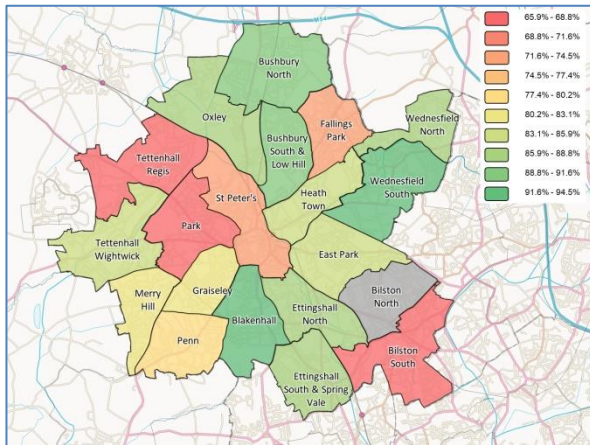 65.9% - 68.8%
68.8% - 71.6%
71.6% - 74.5%
74.5% - 77.4%
77.4% - 80.2%
80.2% - 83.1%
83.1% - 85.9%
85.9% - 88.8%
88.8% - 91.6%
91.6% - 94.5%
Bushbury
North
Oxley
Fallings
Park
Wednesfield
North
Bushbury
South &
Low Hill
Tettenhall
Regis
Wednesfield
South
St Peter's
Heath
Town
Park
Tettenhall
Wightwick
East Park
Merry
Hill
Graiseley
Bilston
North
Blakenhall
Ettingshall
North
Penn
Bilston
South
Ettingshall
South & Spring
Vale